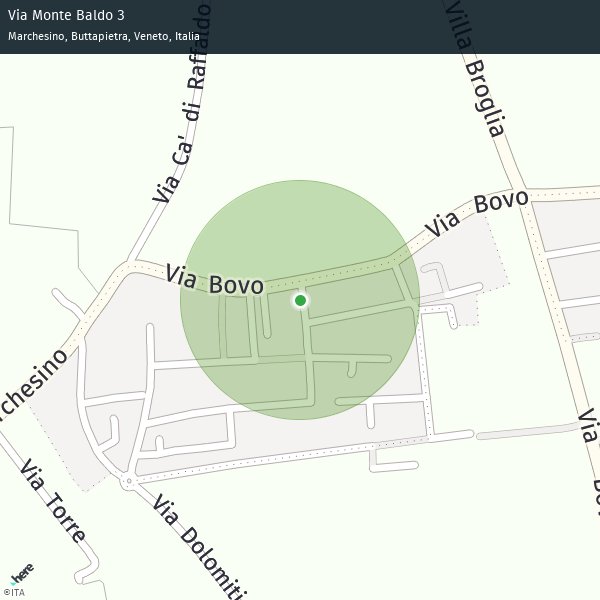 Via Monte Baldo 3
Marchesino, Buttapietra, Veneto, Italia
Via Ca' di Raffaldo
Villa Broglia
Via Bovo
Via Bovo
chesino
Via Torre
Via Dolomiti
Via
here
©ITA